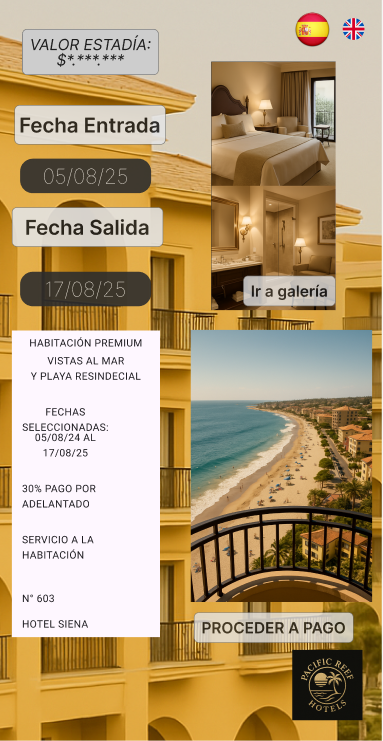 VALOR ESTADÍA:
$*.***.***
Fecha Entrada
05/08/25
Fecha Salida
17/08/25
Ir a galería
HABITACIÓN PREMIUM
VISTAS AL MAR
Y PLAYA RESINDECIAL
FECHAS
SELECCIONADAS:
05/08/24 AL
17/08/25
30% PAGO POR
ADELANTADO
SERVICIO A LA
HABITACIÓN
N° 603
HOTEL SIENA
PROCEDER A PAGO
PACIFIC REEF
HOTELS